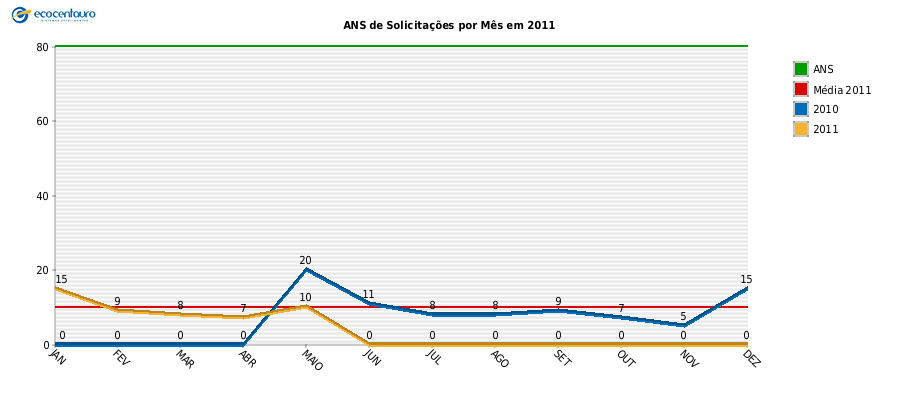 ecocentauro
ANS de Solicitações por Mês em 2011
80
60
40
20
0
15 9 8 7 20 10 11 8 8 9 7 5 15
0 0 0 0 0 0 0 0 0 0 0
JAN FEV MAR ABR MAIO JUN JUL AGO SET OUT NOV DEZ
ANS
Média 2011
2010
2011